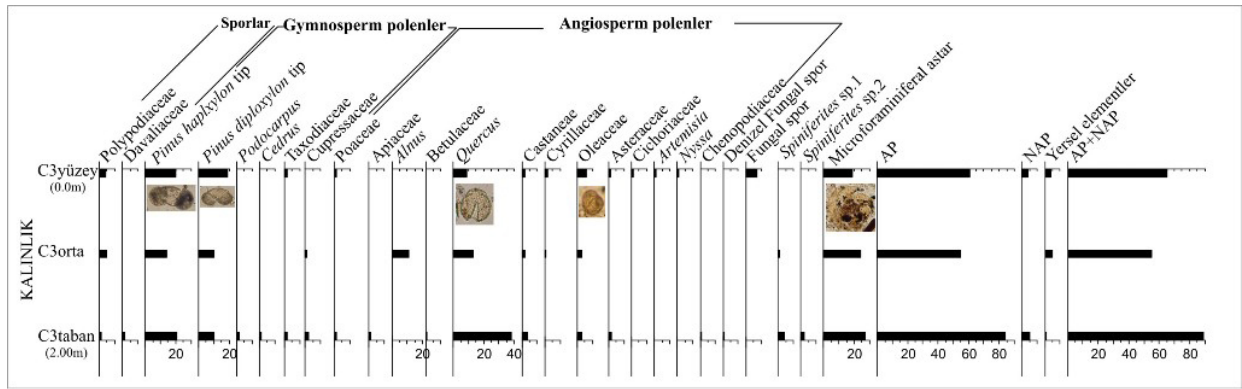 Sporlar Gymnosperm polenler Angiosperm polenler
Polypodiaceae
Davaliaceae
Pinus haplxylon tip
Pinus diploxylon tip
Podocarpus
Cedrus
Taxodiaceae
Cupressaceae
Poaceae
Apiaceae
Alnus
Betulaceae
Quercus
Castaneae
Cyrillaceae
Oleaceae
Asteraceae
Cichoriaceae
Artemisia
Nyssa
Chenopodiaceae
Denizel Fungal spor
Fungal spor
Spiniferites sp.1
Spiniferites sp.2
Microforaminiferal astar
AP
NAP
Yersel elementler
AP+NAP
KALINLIK
C3yüzey
(0.0m)
C3orta
C3taban
(2.00m)
20 20 20 20 40 20 20 40 60 80 20 40 60 80